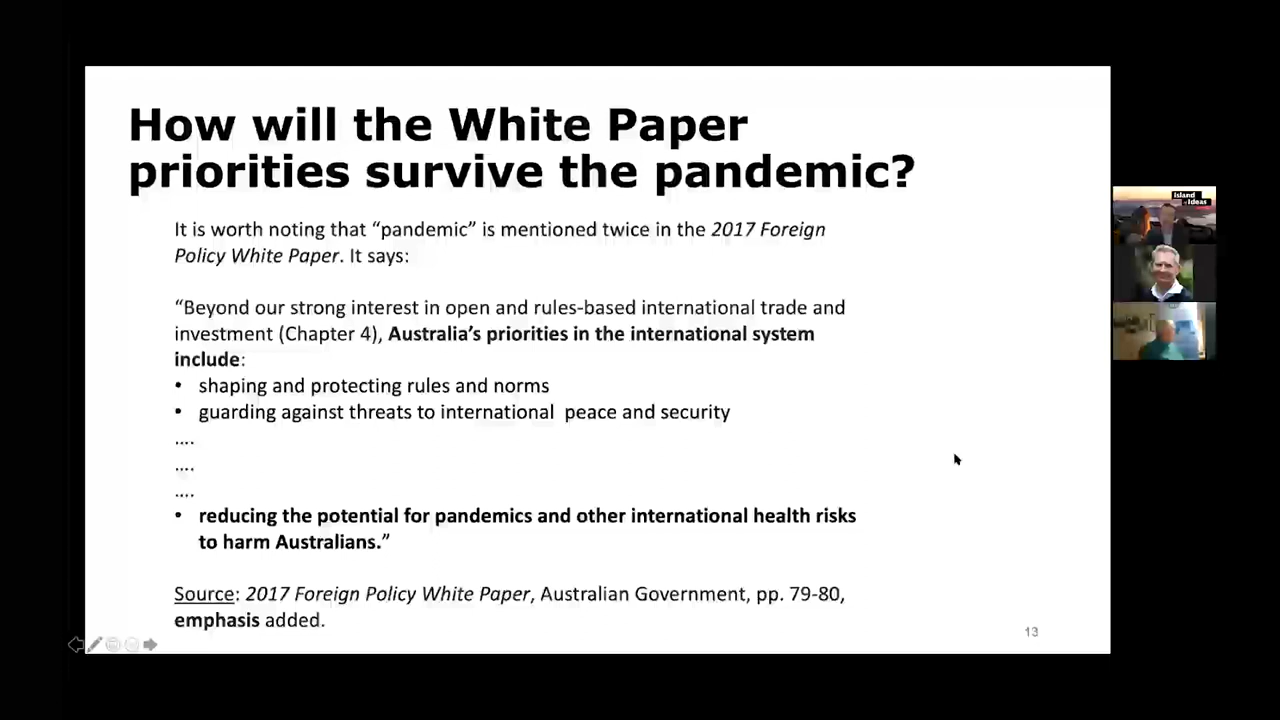 How will the White Paper
priorities survive the pandemic?
It is worth noting that “pandemic” is mentioned twice in the 2017 Foreign
Policy White Paper. It says:
“Beyond our strong interest in open and rules-based international trade and
investment (Chapter 4), Australia’s priorities in the international system
include:
• shaping and protecting rules and norms
• guarding against threats to international peace and security
....
....
....
• reducing the potential for pandemics and other international health risks
to harm Australians.”
Source: 2017 Foreign Policy White Paper, Australian Government, pp. 79-80,
emphasis added.
13
island
of ideas